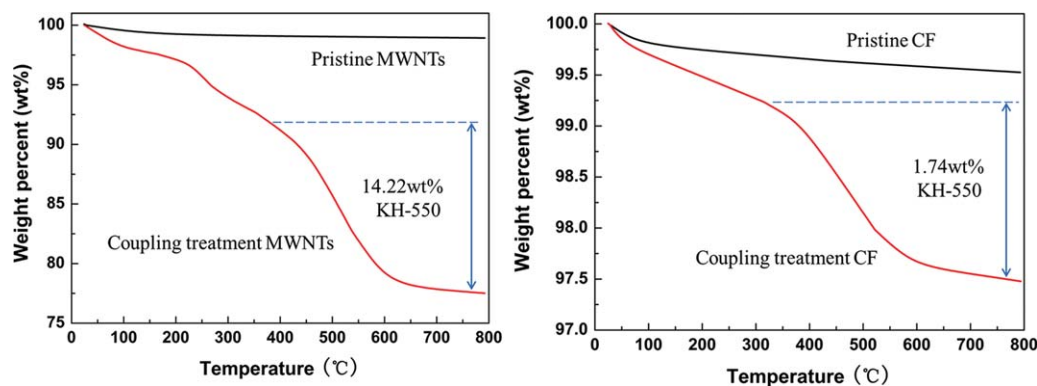 100
95
90
85
80
75
Weight percent (wt%)
Pristine MWNTs
14.22wt%
KH-550
Coupling treatment MWNTs
0 100 200 300 400 500 600 700 800
Temperature (℃)
100.0
99.5
99.0
98.5
98.0
97.5
97.0
Weight percent (wt%)
Pristine CF
1.74wt%
KH-550
Coupling treatment CF
0 100 200 300 400 500 600 700 800
Temperature (℃)